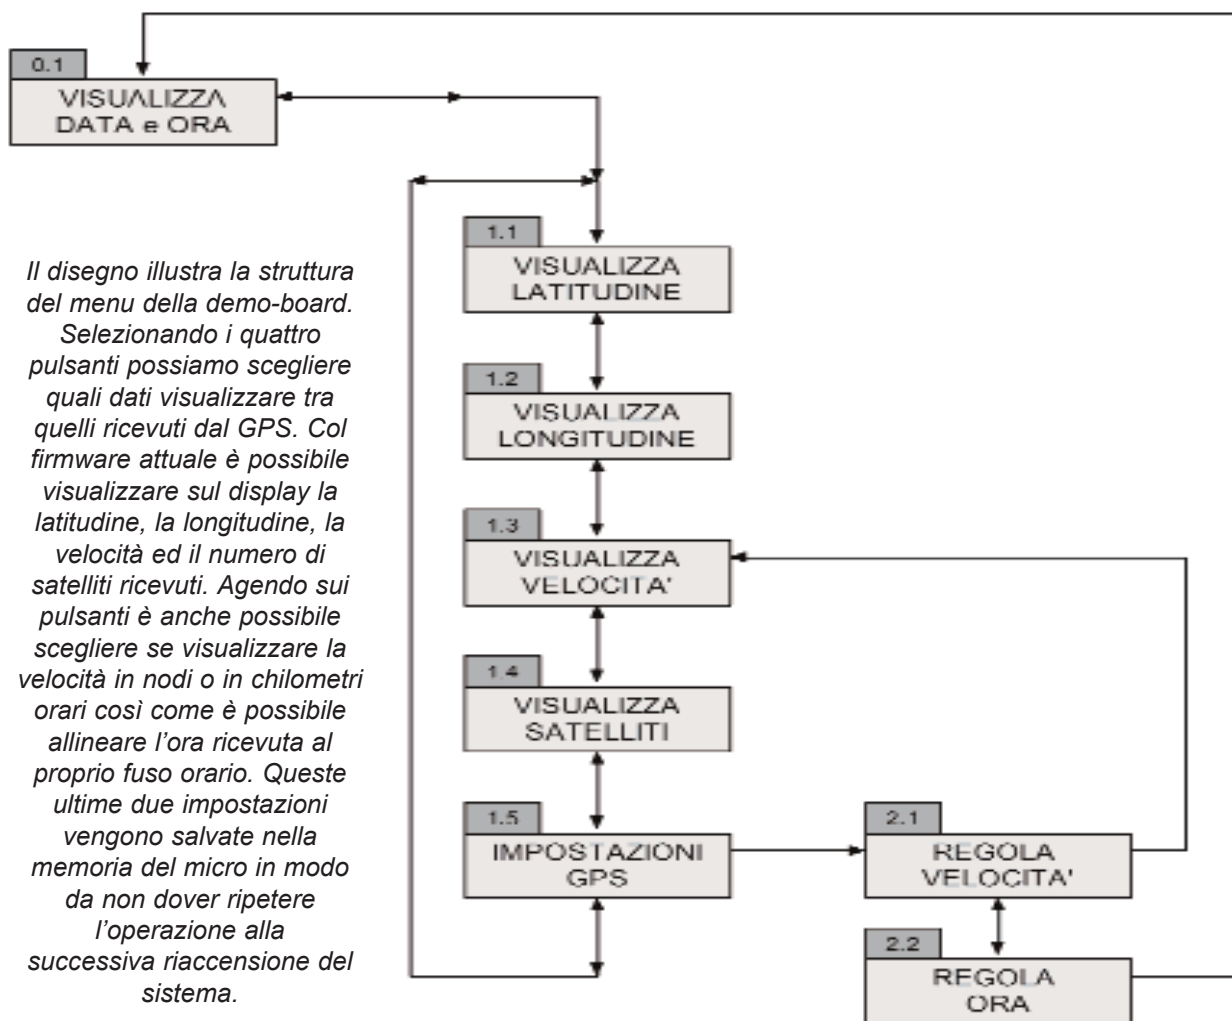 0.1
VISUALIZZA
DATA e ORA
Il disegno illustra la struttura
del menu della demo-board.
Selezionando i quattro
pulsanti possiamo scegliere
quali dati visualizzare tra
quelli ricevuti dal GPS. Col
firmware attuale è possibile
visualizzare sul display la
latitudine, la longitudine, la
velocità ed il numero di
satelliti ricevuti. Agendo sui
pulsanti è anche possibile
scegliere se visualizzare la
velocità in nodi o in chilometri
orari così come è possibile
allineare l'ora ricevuta al
proprio fuso orario. Queste
ultime due impostazioni
vengono salvate nella
memoria del micro in modo
da non dover ripetere
l'operazione alla
successiva riaccensione del
sistema.
1.1
VISUALIZZA
LATITUDINE
1.2
VISUALIZZA
LONGITUDINE
1.3
VISUALIZZA
VELOCITA'
1.4
VISUALIZZA
SATELLITI
1.5
IMPOSTAZIONI
GPS
2.1
REGOLA
VELOCITA'
2.2
REGOLA
ORA